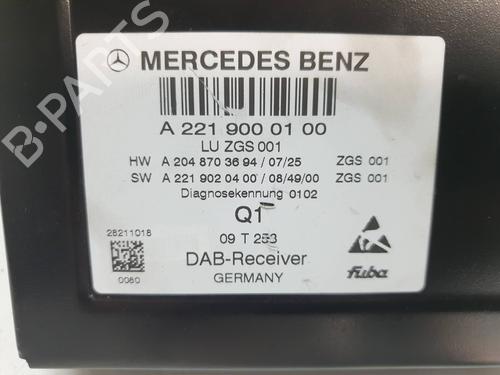 MERCEDES BENZ
A 221 900 01 00
LU ZGS 001
HW A 204 870 36 94 / 07/25 ZGS 001
SW A 221 902 04 00 / 08/49/00 ZGS 001
Diagnosekennung 0102
Q1
28211018
09 T 253
DAB-Receiver
0060
GERMANY
fuba
B-Parts